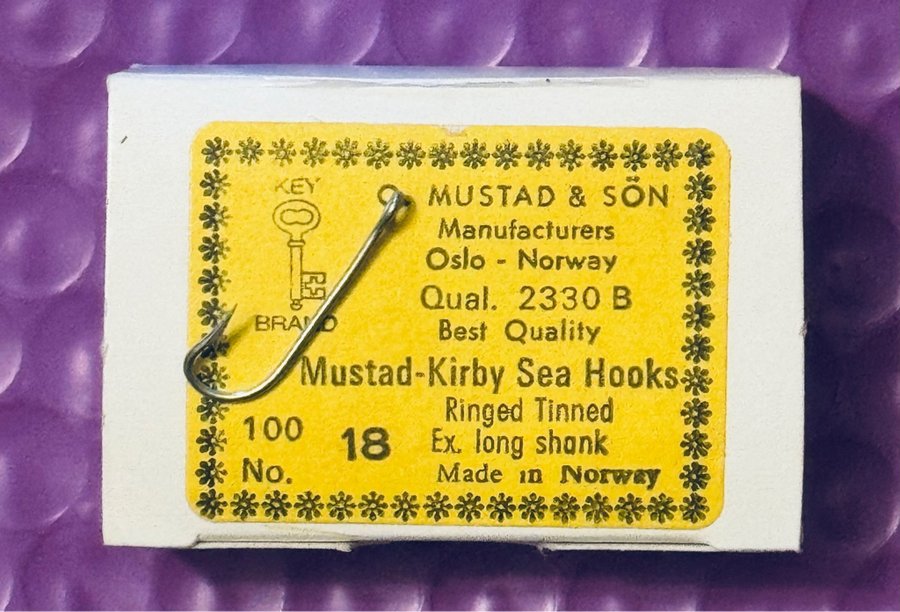 KEY
BRAND
O. MUSTAD & SÖN
Manufacturers
Oslo - Norway
Qual. 2330 B
Best Quality
Mustad-Kirby Sea Hooks
Ringed Tinned
Ex. long shank
Made in Norway
100
No. 18